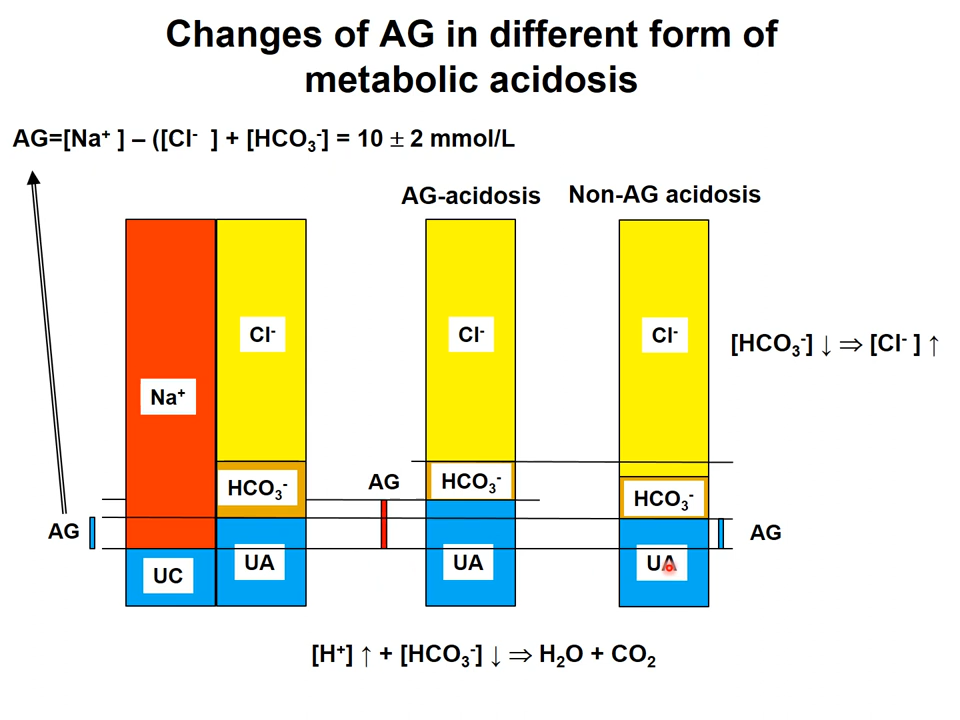 Changes of AG in different form of
metabolic acidosis
AG=[Na⁺ ] – ([Cl⁻ ] + [HCO₃⁻] = 10 ± 2 mmol/L
AG-acidosis
Non-AG acidosis
Cl⁻
Cl⁻
Cl⁻
[HCO₃⁻] ↓ ⇒ [Cl⁻ ] ↑
Na⁺
HCO₃⁻
AG
HCO₃⁻
HCO₃⁻
AG
AG
UC
UA
UA
UA
[H⁺] ↑ + [HCO₃⁻] ↓ ⇒ H₂O + CO₂